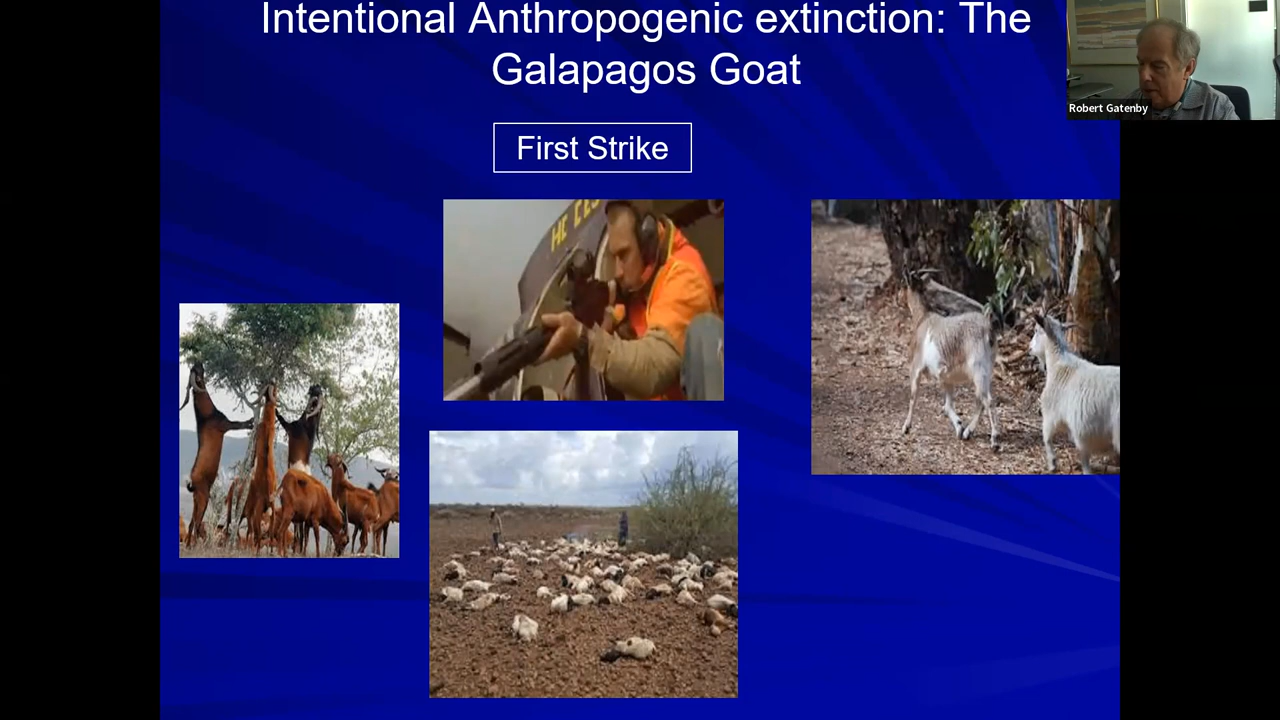 Intentional Anthropogenic extinction: The
Galapagos Goat
First Strike
Robert Gatenby